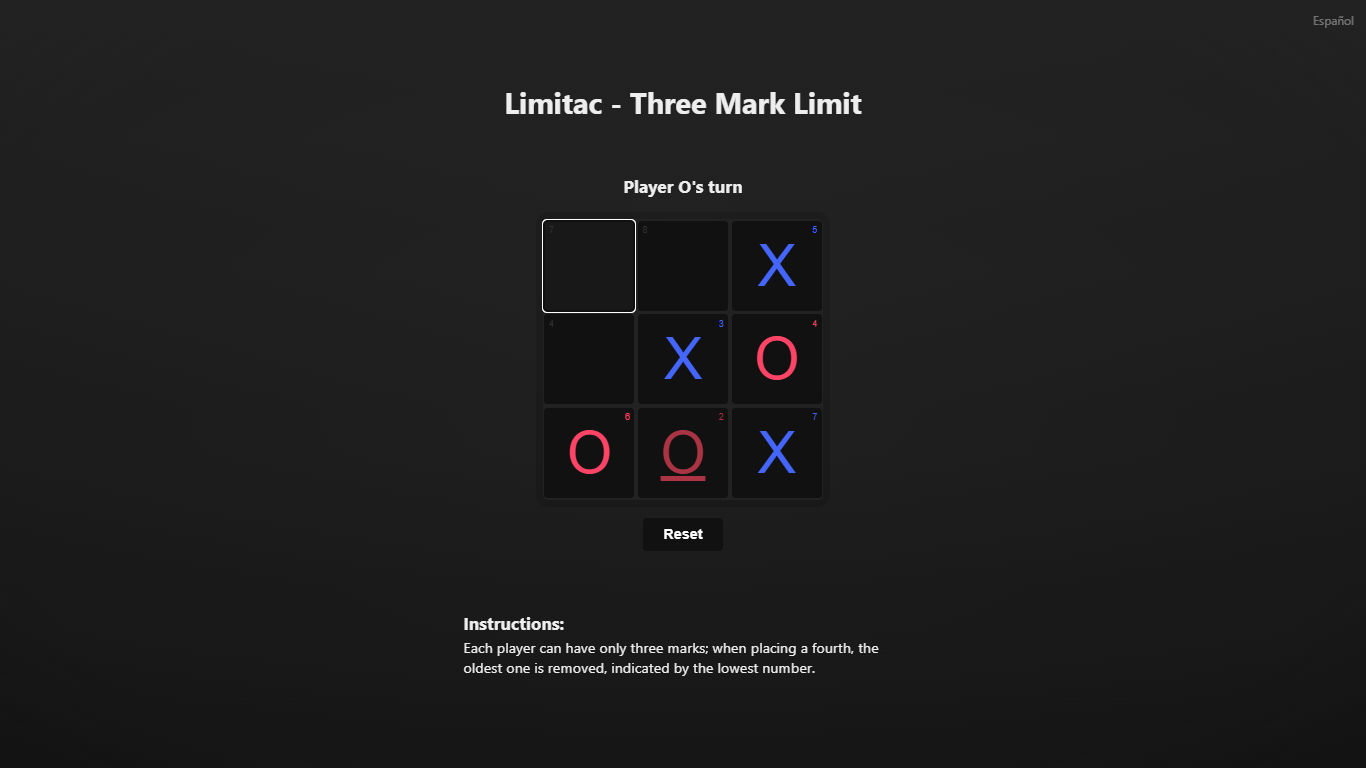 Español
Limitac - Three Mark Limit
Player O's turn
7 8 5
X
4 3 4
X O
6 2 7
O O X
Reset
Instructions:
Each player can have only three marks; when placing a fourth, the
oldest one is removed, indicated by the lowest number.